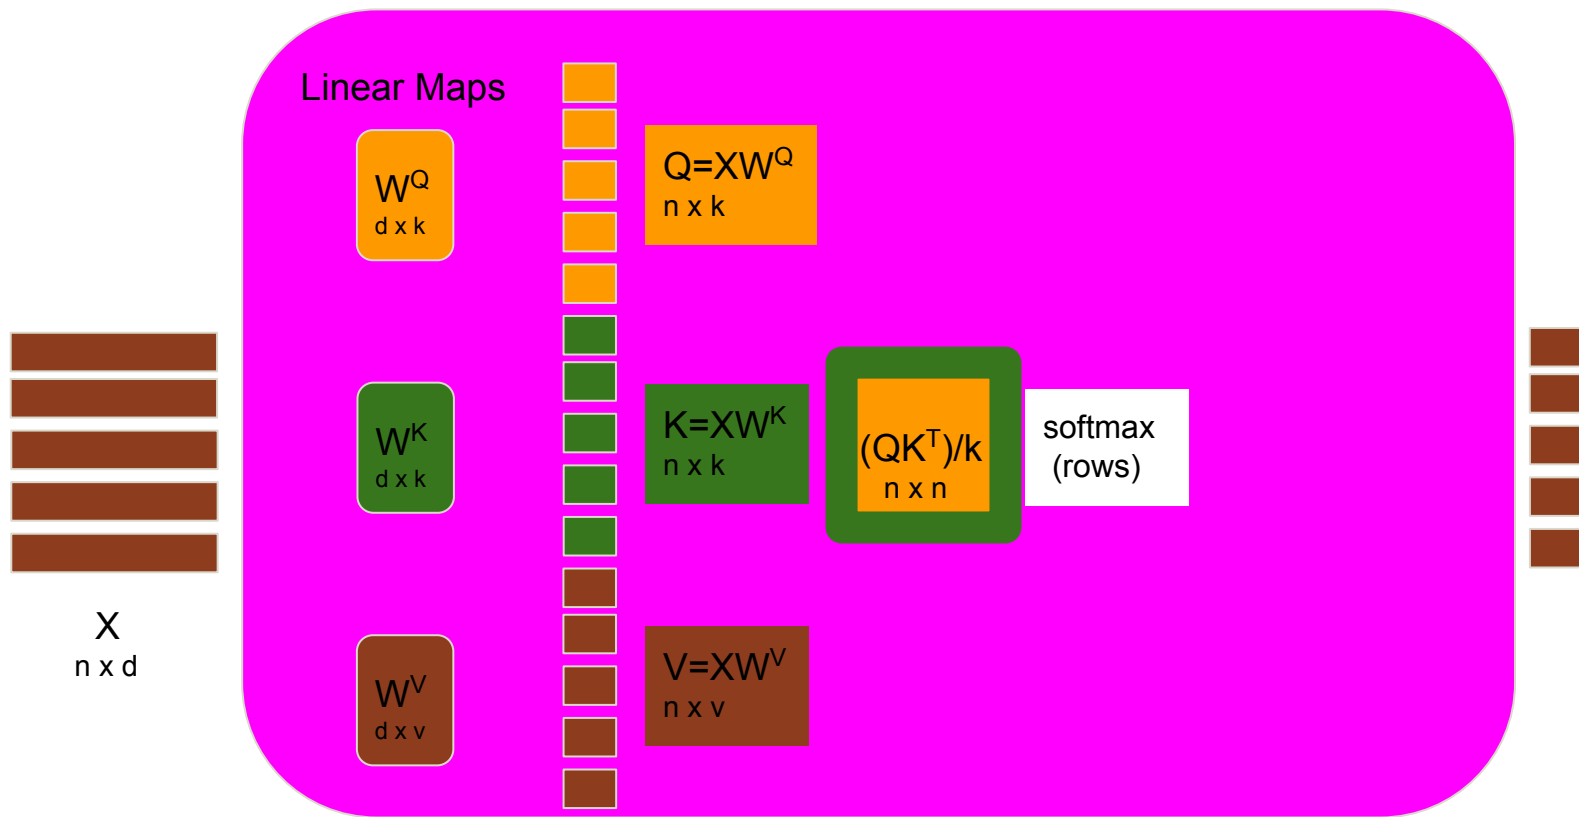 Linear Maps
W^Q
d x k
Q=XW^Q
n x k
W^K
d x k
K=XW^K
n x k
(QK^T)/k
n x n
softmax
(rows)
X
n x d
W^V
d x v
V=XW^V
n x v